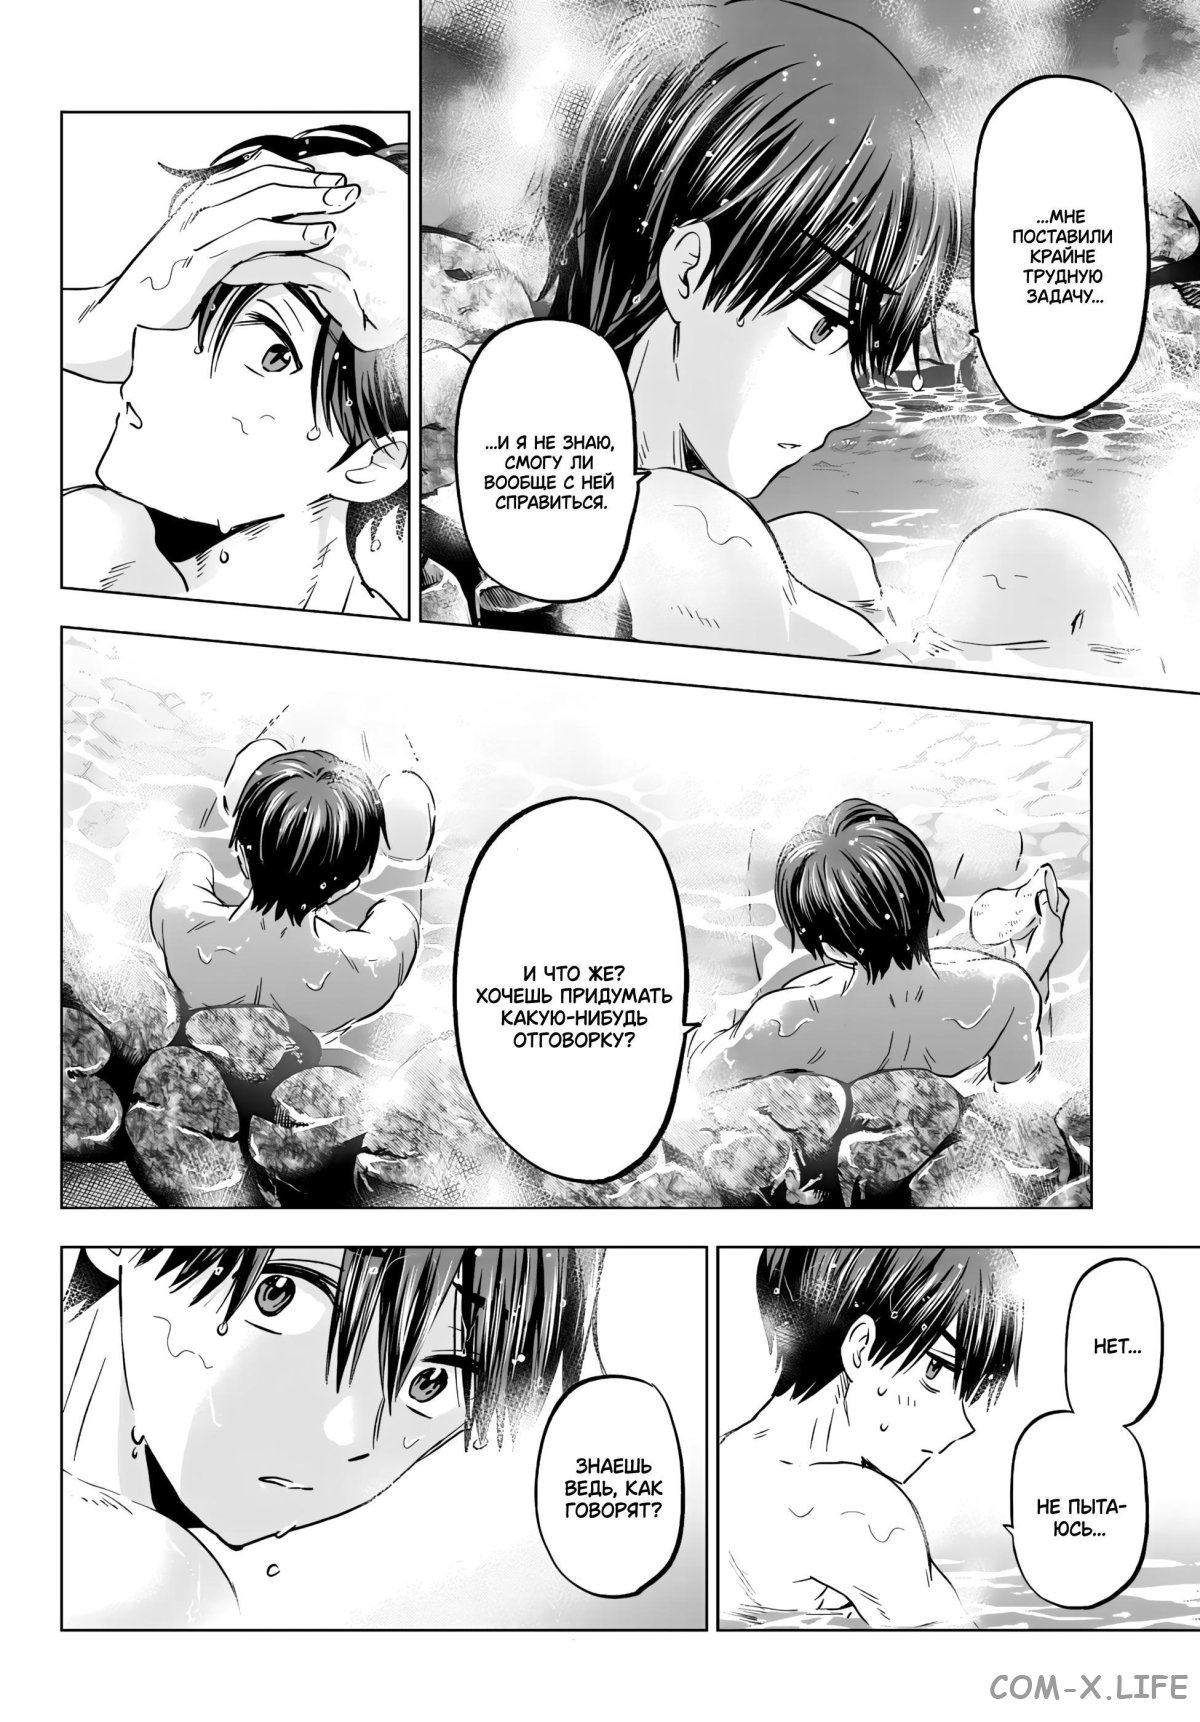 ...МНЕ
ПОСТАВИЛИ
КРАЙНЕ
ТРУДНУЮ
ЗАДАЧУ...
...И Я НЕ ЗНАЮ,
СМОГУ ЛИ
ВООБЩЕ С НЕЙ
СПРАВИТЬСЯ.
И ЧТО ЖЕ?
ХОЧЕШЬ ПРИДУМАТЬ
КАКУЮ-НИБУДЬ
ОТГОВОРКУ?
НЕТ...
НЕ ПЫТА-
ЮСЬ...
ЗНАЕШЬ
ВЕДЬ, КАК
ГОВОРЯТ?
COM-X.LIFE